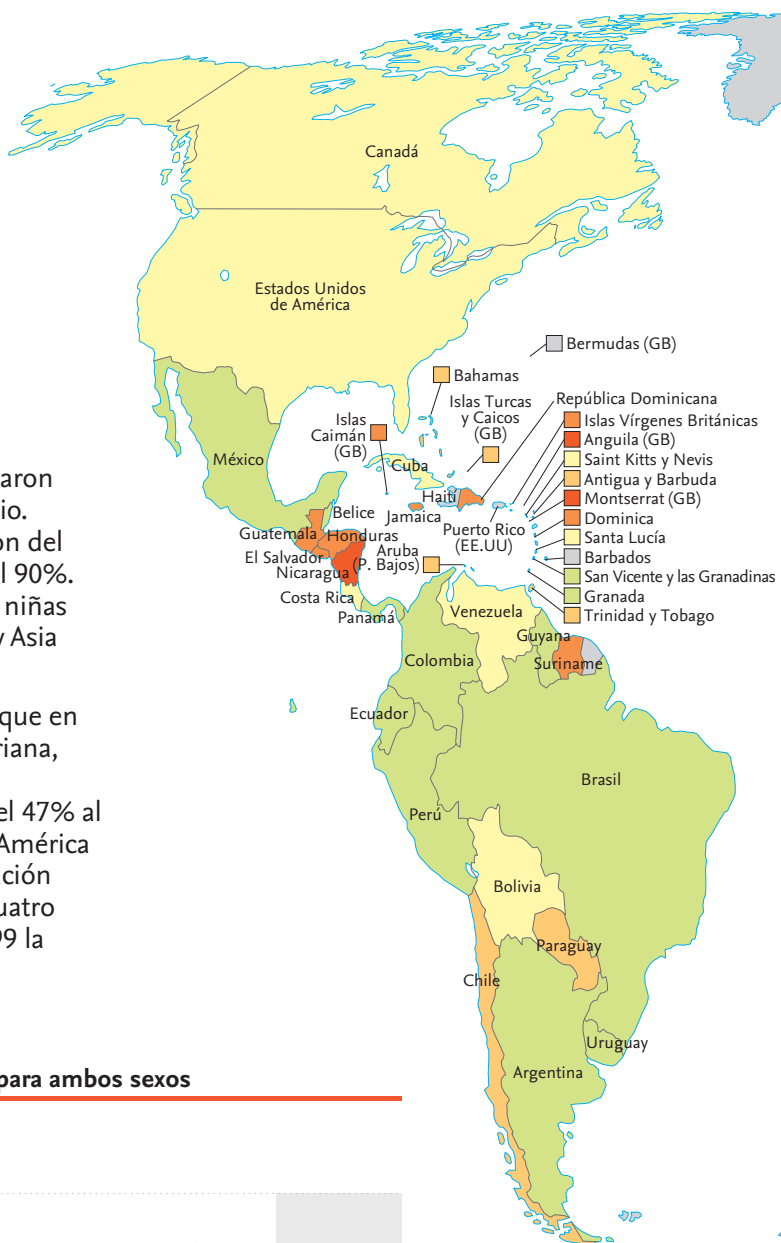 Canadá
Estados Unidos
de América
Bermudas (GB)
Bahamas
Islas Turcas
y Caicos
(GB)
República Dominicana
Islas Vírgenes Británicas
Anguila (GB)
Saint Kitts y Nevis
Antigua y Barbuda
Montserrat (GB)
Dominica
Santa Lucía
Barbados
San Vicente y las Granadinas
Granada
Trinidad y Tobago
Islas
Caimán
(GB)
México
Cuba
Haití
Jamaica
Puerto Rico
(EE.UU)
Belice
Guatemala
Honduras
El Salvador
Nicaragua
Aruba
(P. Bajos)
Costa Rica
Panamá
Venezuela
Guyana
Suriname
Colombia
Ecuador
Brasil
Perú
Bolivia
Paraguay
Chile
Uruguay
Argentina
aron
io.
on del
l 90%.
niñas
y Asia
que en
riana,
el 47% al
América
ción
uatro
99 la
para ambos sexos